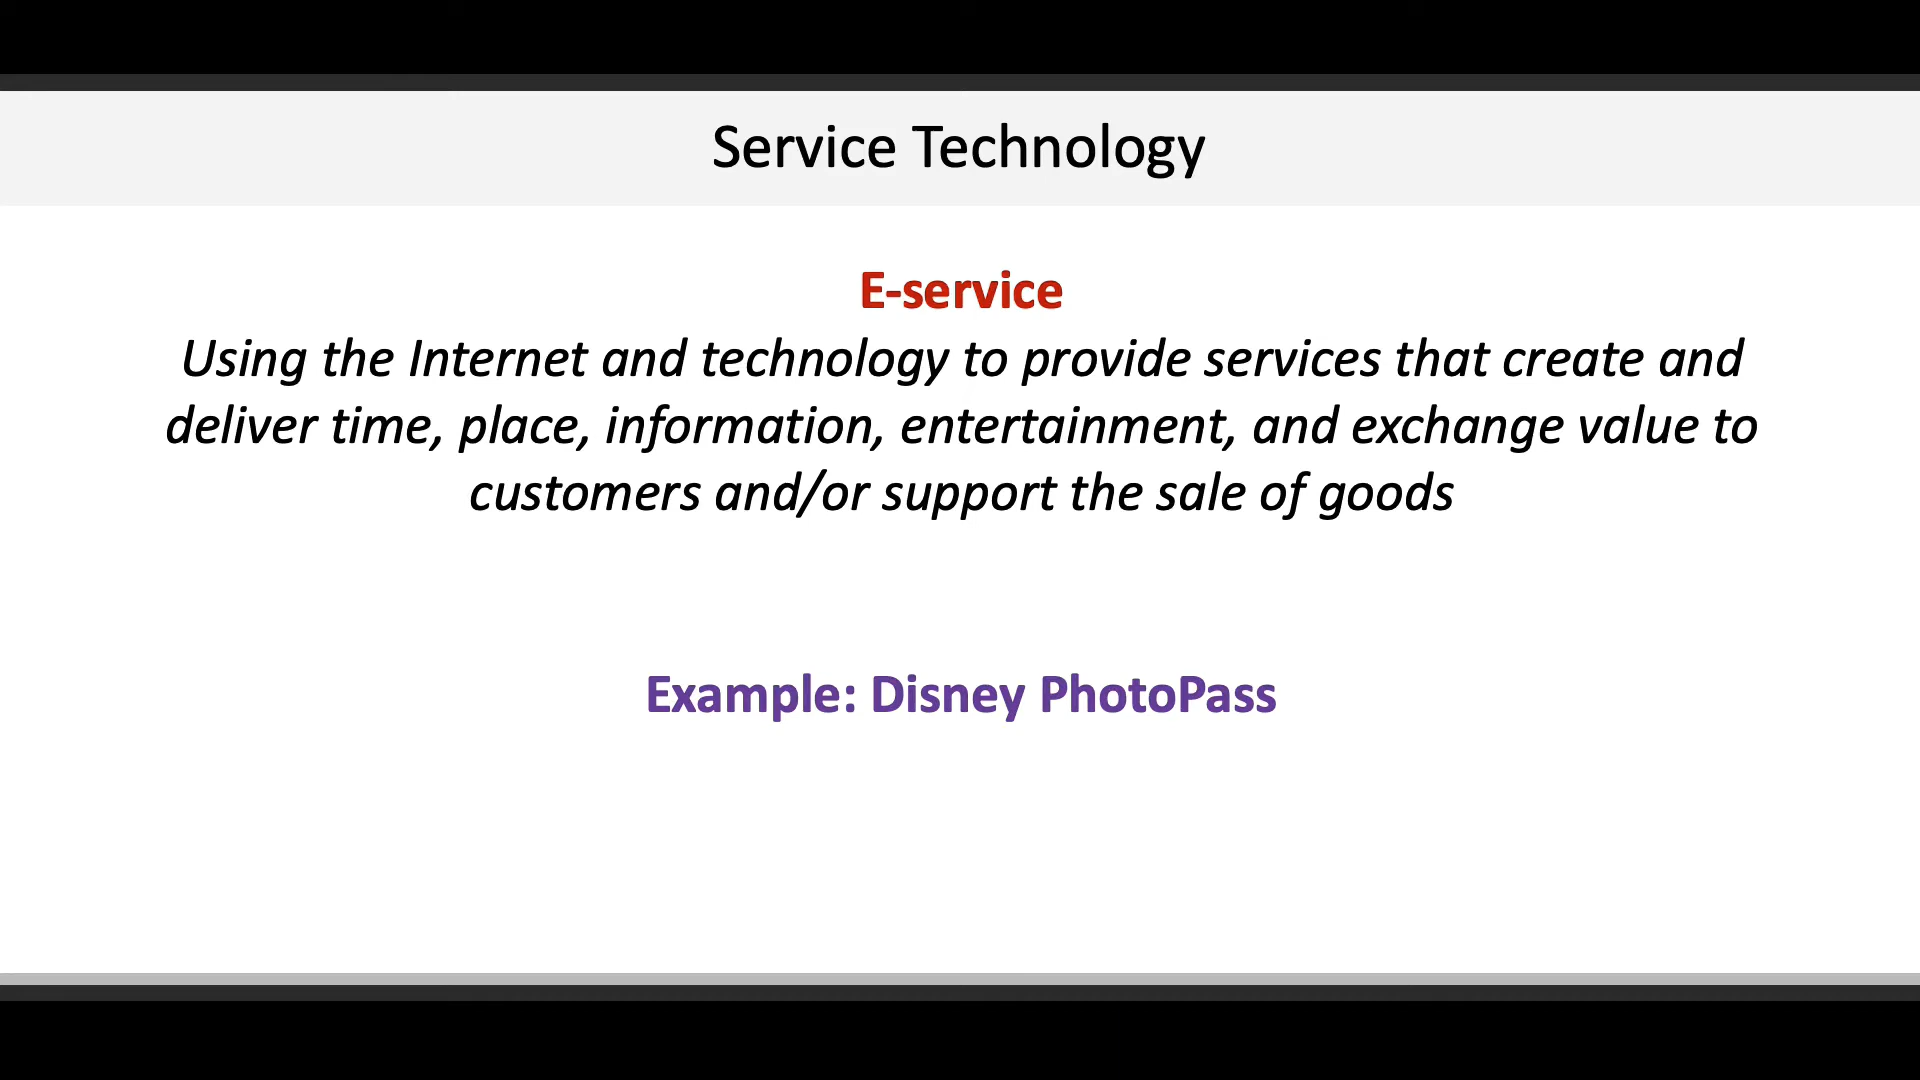 Service Technology
E-service
Using the Internet and technology to provide services that create and
deliver time, place, information, entertainment, and exchange value to
customers and/or support the sale of goods
Example: Disney PhotoPass